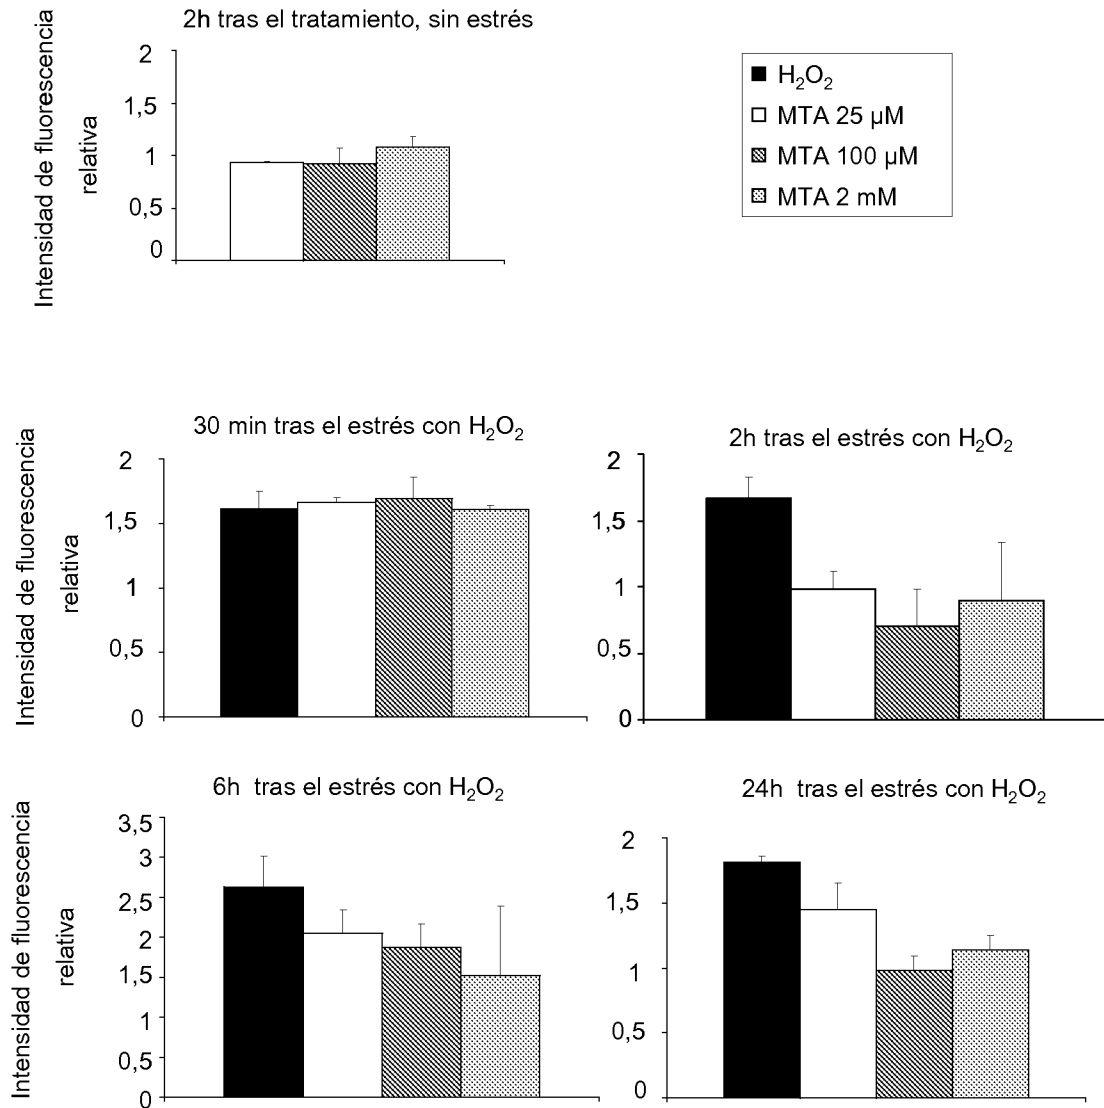 2h tras el tratamiento, sin estrés
Intensidad de fluorescencia
relativa
2
1,5
1
0,5
0
H₂O₂
MTA 25 µM
MTA 100 µM
MTA 2 mM
30 min tras el estrés con H₂O₂
Intensidad de fluorescencia
relativa
2
1,5
1
0,5
0
2h tras el estrés con H₂O₂
2
1,5
1
0,5
0
6h tras el estrés con H₂O₂
Intensidad de fluorescencia
relativa
3,5
3
2,5
2
1,5
1
0,5
0
24h tras el estrés con H₂O₂
2
1,5
1
0,5
0